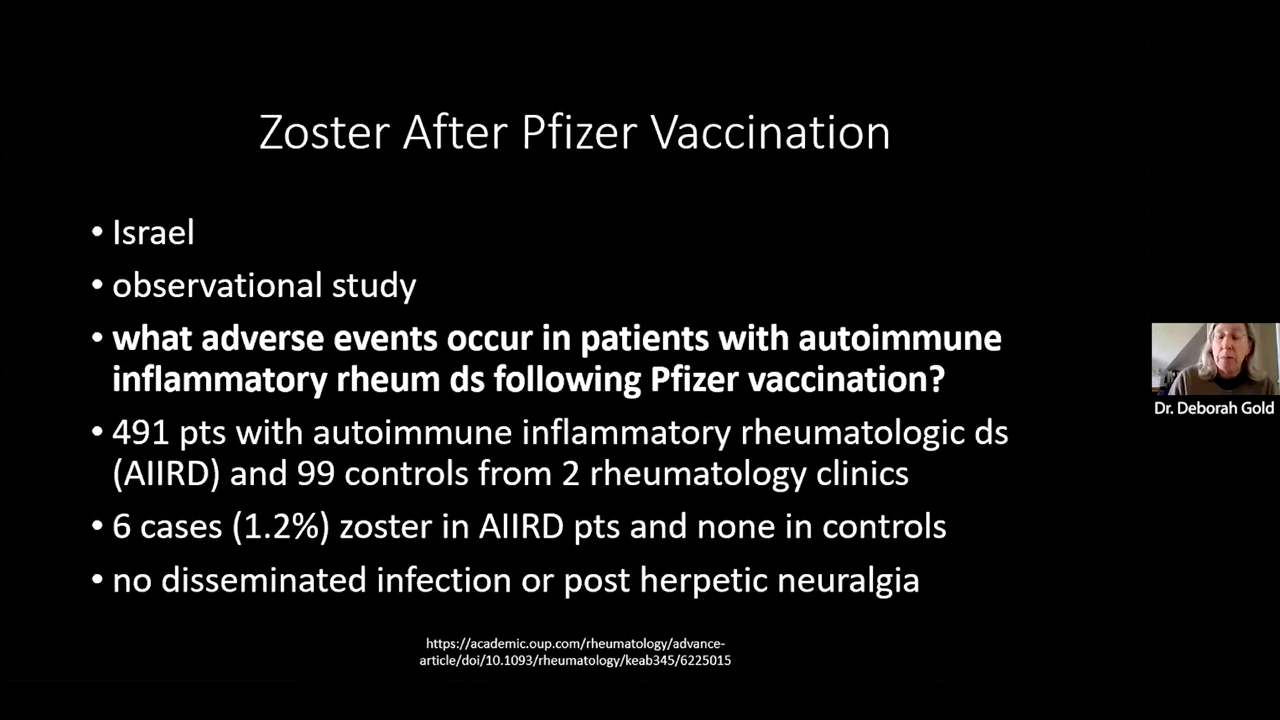 Zoster After Pfizer Vaccination
• Israel
• observational study
• what adverse events occur in patients with autoimmune
inflammatory rheum ds following Pfizer vaccination?
• 491 pts with autoimmune inflammatory rheumatologic ds
(AIIRD) and 99 controls from 2 rheumatology clinics
• 6 cases (1.2%) zoster in AIIRD pts and none in controls
• no disseminated infection or post herpetic neuralgia
https://academic.oup.com/rheumatology/advance-
article/doi/10.1093/rheumatology/keab345/6225015
Dr. Deborah Gold